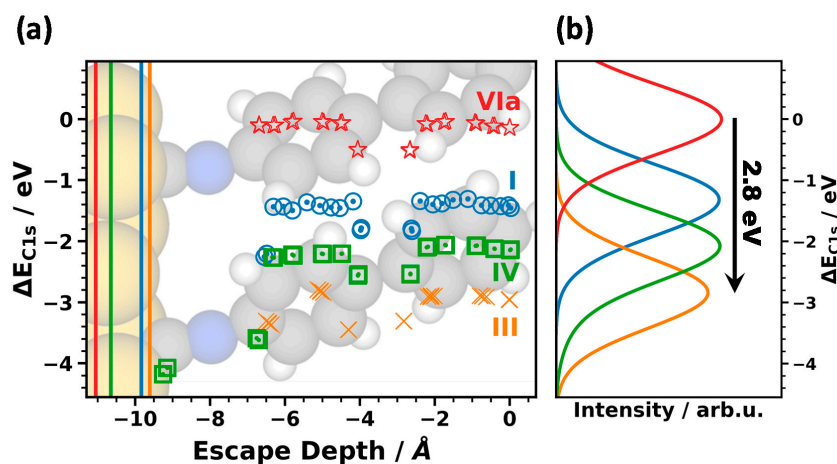 (a)
(b)
ΔE_C1s / eV
0
−1
−2
−3
−4
VIa
I
IV
III
−10
−8
−6
−4
−2
0
Escape Depth / Å
2.8 eV
Intensity / arb.u.
0
−1
−2
−3
−4
ΔE_C1s / eV